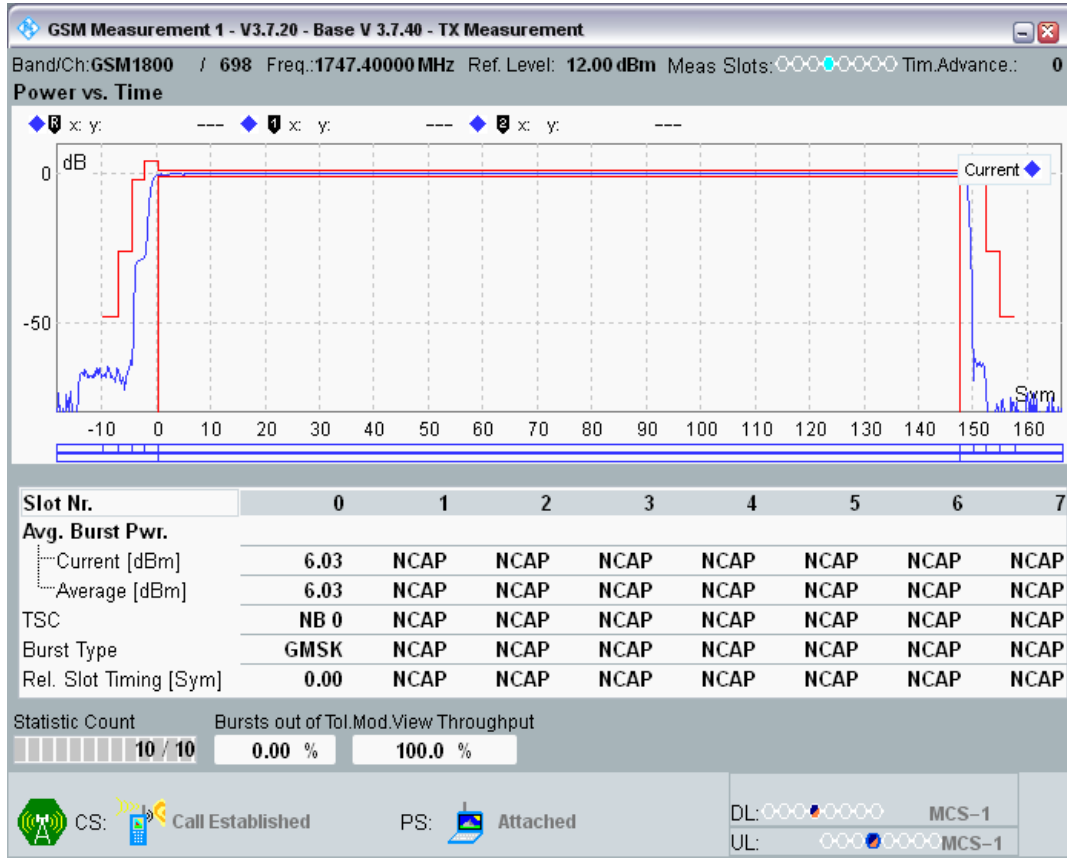 GSM Measurement 1 - V3.7.20 - Base V 3.7.40 - TX Measurement
Band/Ch:GSM1800 / 698 Freq.:1747.40000 MHz Ref. Level: 12.00 dBm Meas Slots: Tim.Advance.: 0
Power vs. Time
R x: y: --- 1 x: y: --- 2 x: y: ---
dB
Current
0
-50
Sym
-10 0 10 20 30 40 50 60 70 80 90 100 110 120 130 140 150 160
Slot Nr. 0 1 2 3 4 5 6 7
Avg. Burst Pwr.
Current [dBm] 6.03 NCAP NCAP NCAP NCAP NCAP NCAP NCAP
Average [dBm] 6.03 NCAP NCAP NCAP NCAP NCAP NCAP NCAP
TSC NB 0 NCAP NCAP NCAP NCAP NCAP NCAP NCAP
Burst Type GMSK NCAP NCAP NCAP NCAP NCAP NCAP NCAP
Rel. Slot Timing [Sym] 0.00 NCAP NCAP NCAP NCAP NCAP NCAP NCAP
Statistic Count Bursts out of Tol. Mod.View Throughput
10 / 10 0.00 % 100.0 %
CS: Call Established PS: Attached
DL: MCS-1
UL: MCS-1